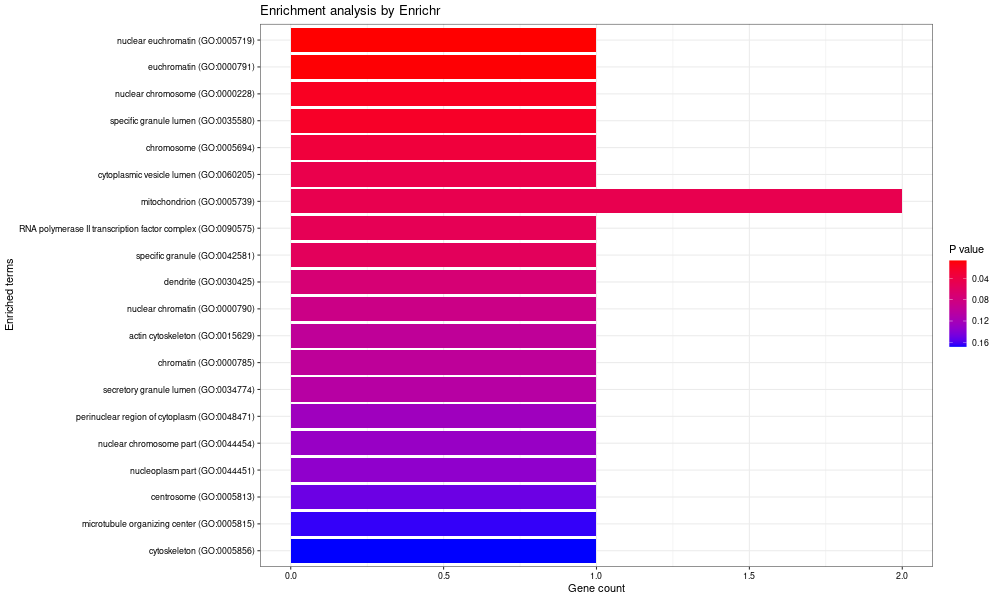 Enrichment analysis by Enrichr
nuclear euchromatin (GO:0005719)
euchromatin (GO:0000791)
nuclear chromosome (GO:0000228)
specific granule lumen (GO:0035580)
chromosome (GO:0005694)
cytoplasmic vesicle lumen (GO:0060205)
mitochondrion (GO:0005739)
RNA polymerase II transcription factor complex (GO:0090575)
specific granule (GO:0042581)
dendrite (GO:0030425)
nuclear chromatin (GO:0000790)
actin cytoskeleton (GO:0015629)
chromatin (GO:0000785)
secretory granule lumen (GO:0034774)
perinuclear region of cytoplasm (GO:0048471)
nuclear chromosome part (GO:0044454)
nucleoplasm part (GO:0044451)
centrosome (GO:0005813)
microtubule organizing center (GO:0005815)
cytoskeleton (GO:0005856)
Enriched terms
0.0 0.5 1.0 1.5 2.0
Gene count
P value
0.04
0.08
0.12
0.16